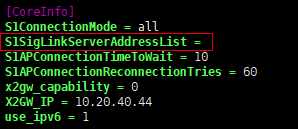 [CoreInfo]
S1ConnectionMode = all
S1SigLinkServerAddressList =
S1APConnectionTimeToWait = 10
S1APConnectionReconnectionTries = 60
x2gw_capability = 0
X2GW_IP = 10.20.40.44
use_ipv6 = 1